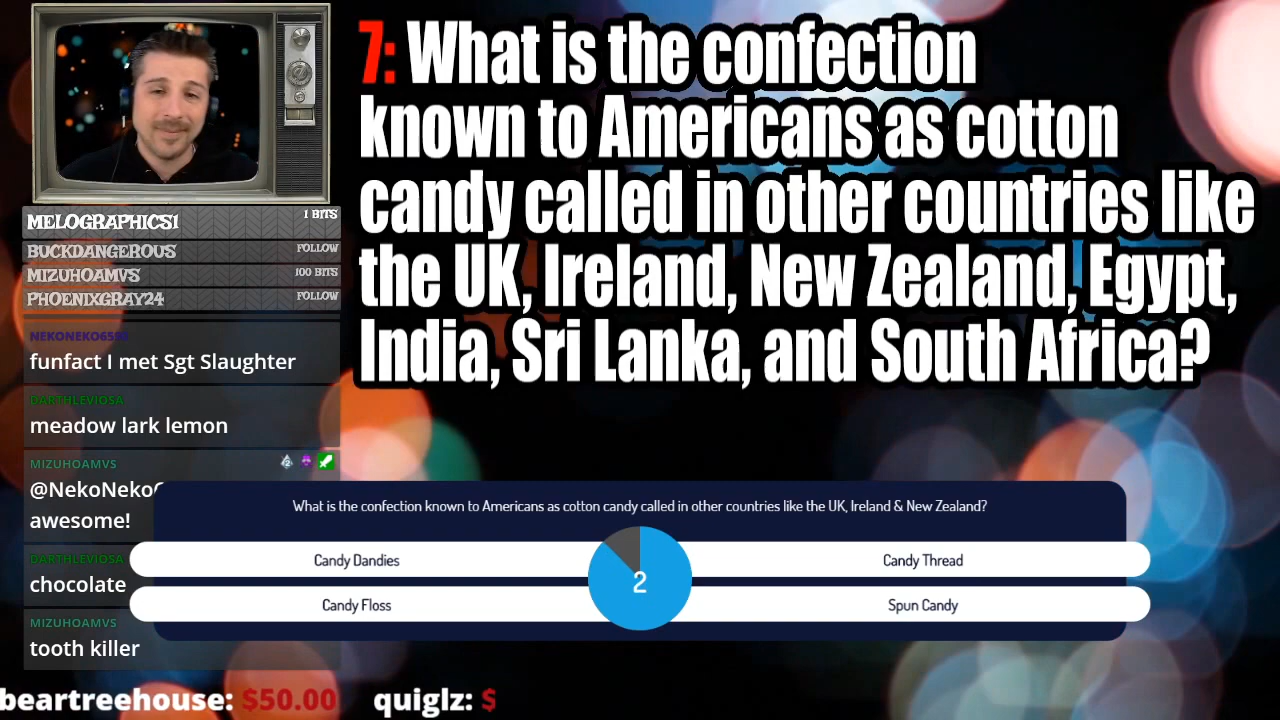 7: What is the confection
known to Americans as cotton
candy called in other countries like
the UK, Ireland, New Zealand, Egypt,
India, Sri Lanka, and South Africa?
MELOGRAPHICS1 1 BITS
BUCKDANGEROUS FOLLOW
MIZUHOAMVS 100 BITS
PHOENIXGRAY24 FOLLOW
funfact I met Sgt Slaughter
DARTHLEVIOSA
meadow lark lemon
MIZUHOAMVS
awesome!
DARTHLEVIOSA
chocolate
MIZUHOAMVS
tooth killer
What is the confection known to Americans as cotton candy called in other countries like the UK, Ireland & New Zealand?
Candy Dandies Candy Thread
2
Candy Floss Spun Candy
beartreehouse: $50.00 quiglz: $